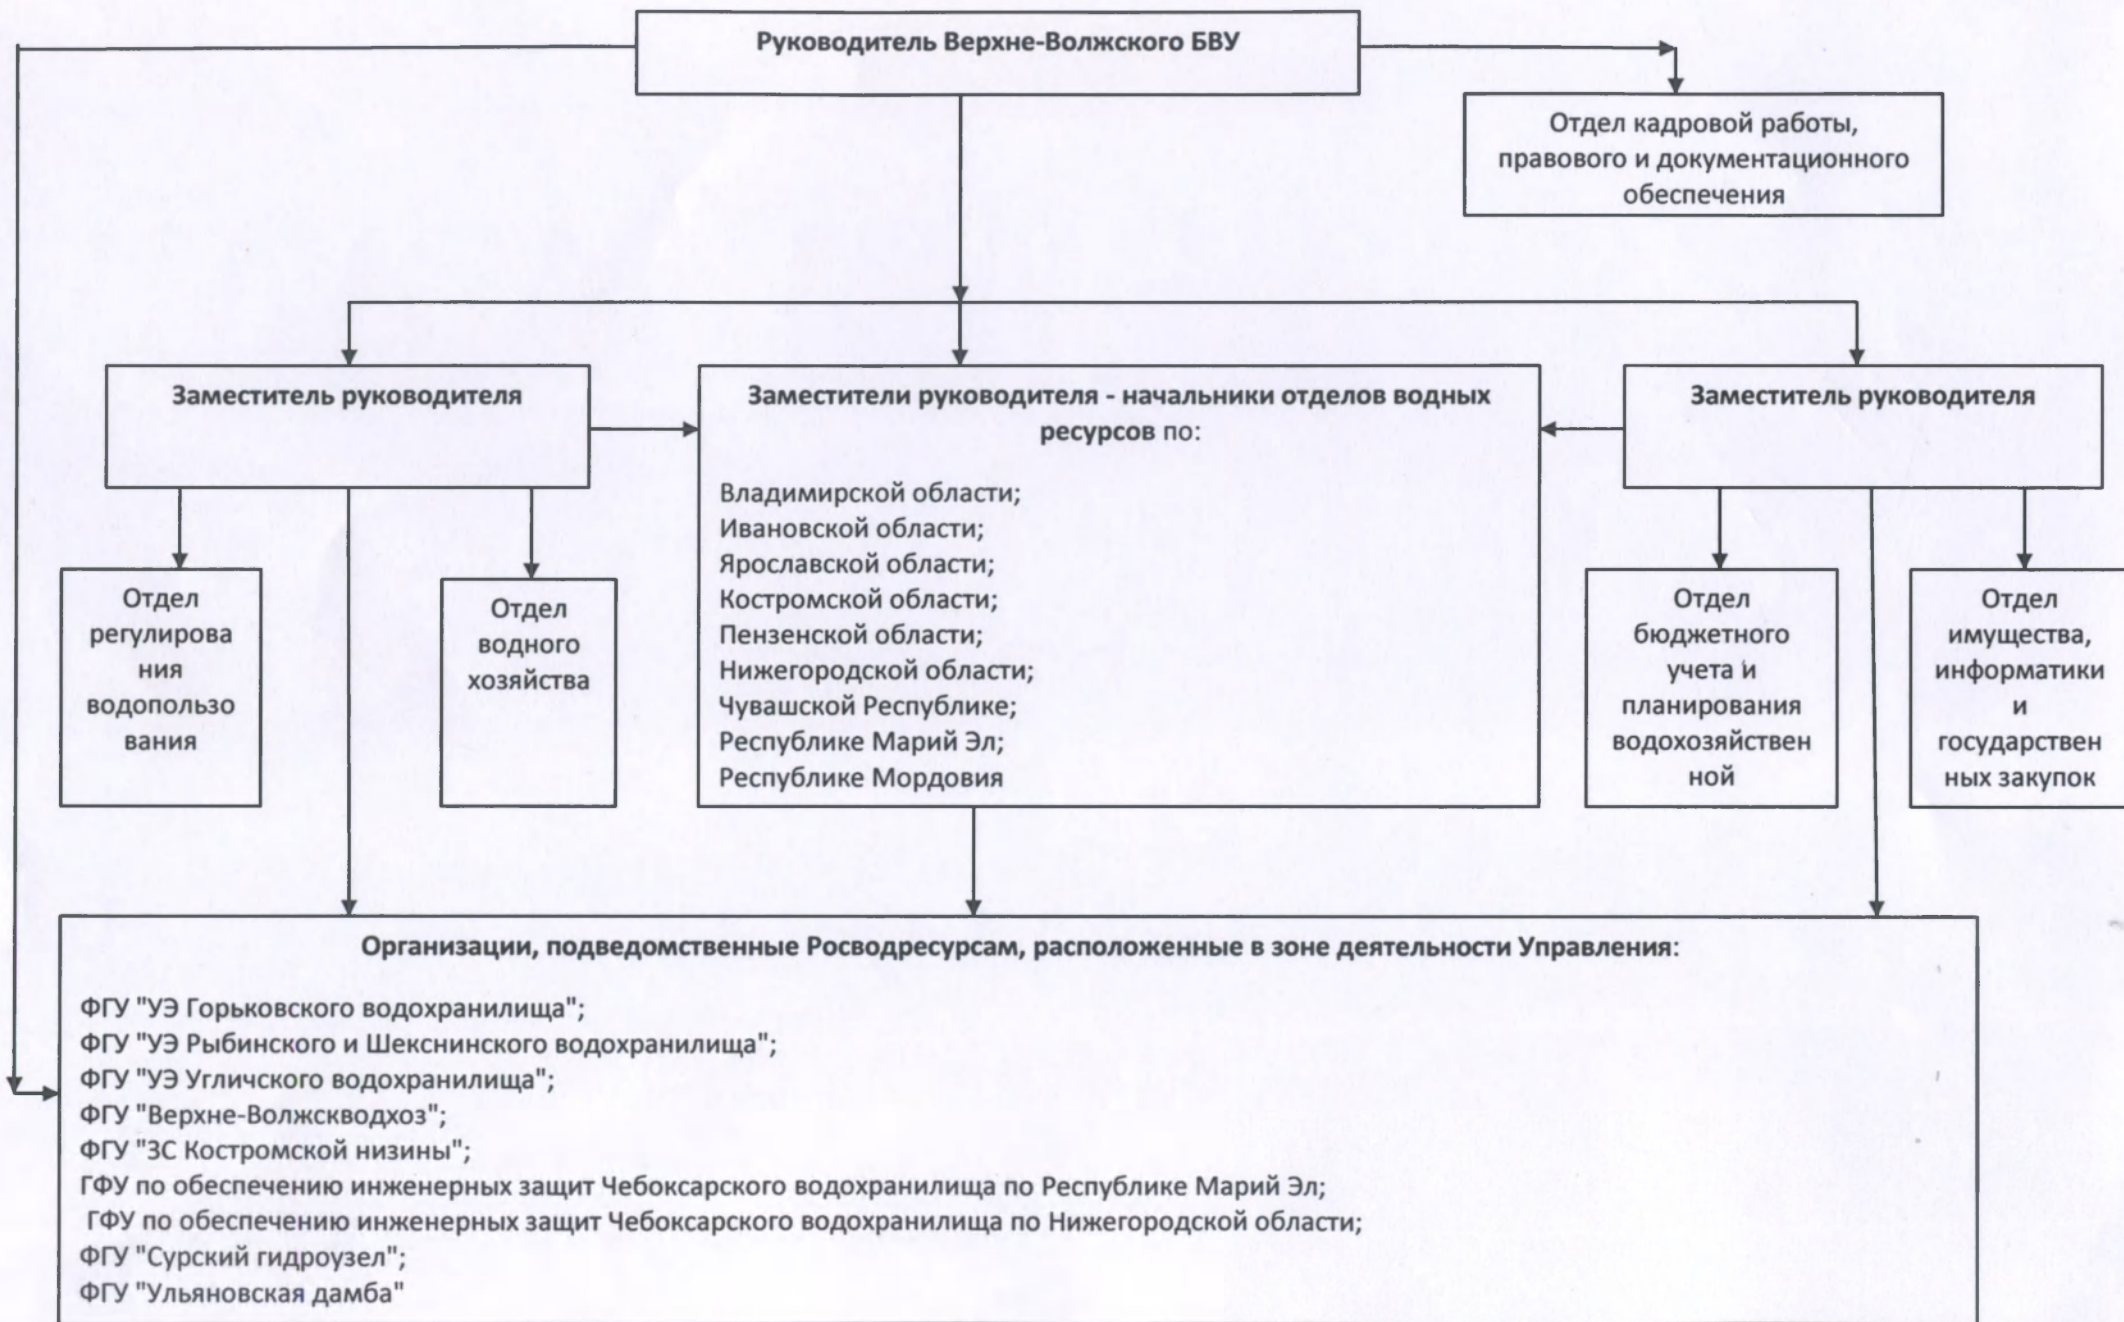 Руководитель Верхне-Волжского БВУ
Отдел кадровой работы,
правового и документационного
обеспечения
Заместитель руководителя
Заместители руководителя - начальники отделов водных
ресурсов по:
Владимирской области;
Ивановской области;
Ярославской области;
Костромской области;
Пензенской области;
Нижегородской области;
Чувашской Республике;
Республике Марий Эл;
Республике Мордовия
Заместитель руководителя
Отдел
регулирова
ния
водопользо
вания
Отдел
водного
хозяйства
Отдел
бюджетного
учета и
планирования
водохозяйствен
ной
Отдел
имущества,
информатики
и
государствен
ных закупок
Организации, подведомственные Росводресурсам, расположенные в зоне деятельности Управления:
ФГУ "УЭ Горьковского водохранилища";
ФГУ "УЭ Рыбинского и Шекснинского водохранилища";
ФГУ "УЭ Угличского водохранилища";
ФГУ "Верхне-Волжскводхоз";
ФГУ "ЗС Костромской низины";
ГФУ по обеспечению инженерных защит Чебоксарского водохранилища по Республике Марий Эл;
ГФУ по обеспечению инженерных защит Чебоксарского водохранилища по Нижегородской области;
ФГУ "Сурский гидроузел";
ФГУ "Ульяновская дамба"